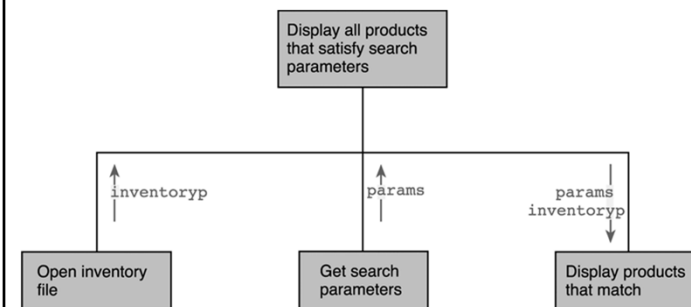 Display all products
that satisfy search
parameters
inventoryp
params
params
inventoryp
Open inventory
file
Get search
parameters
Display products
that match